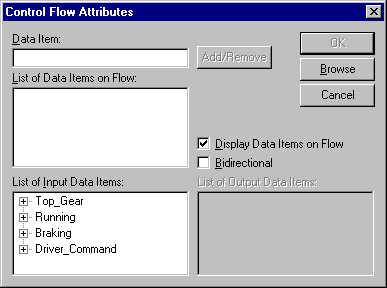 Control Flow Attributes
Data Item:
Add/Remove
OK
Browse
Cancel
List of Data Items on Flow:
Display Data Items on Flow
Bidirectional
List of Input Data Items:
Top_Gear
Running
Braking
Driver_Command
List of Output Data Items: